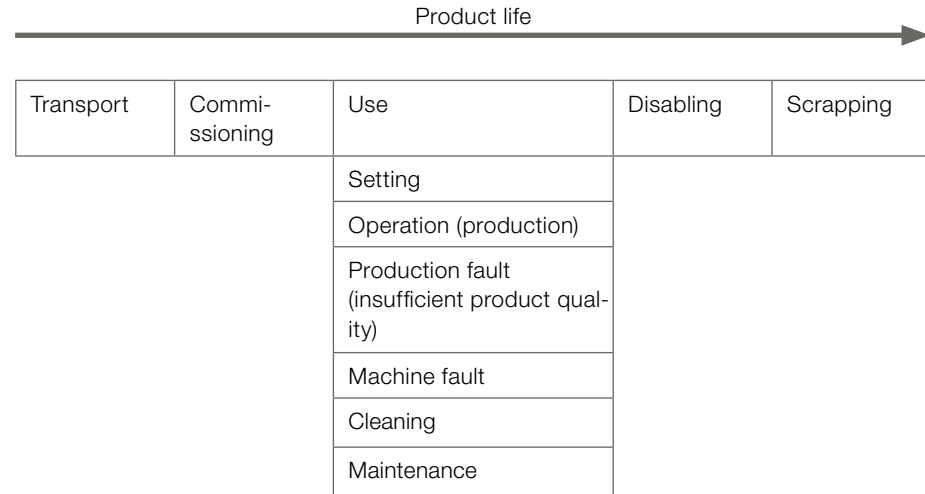 Product life
Transport
Commi-
ssioning
Use
Disabling
Scrapping
Setting
Operation (production)
Production fault
(insufficient product qual-
ity)
Machine fault
Cleaning
Maintenance